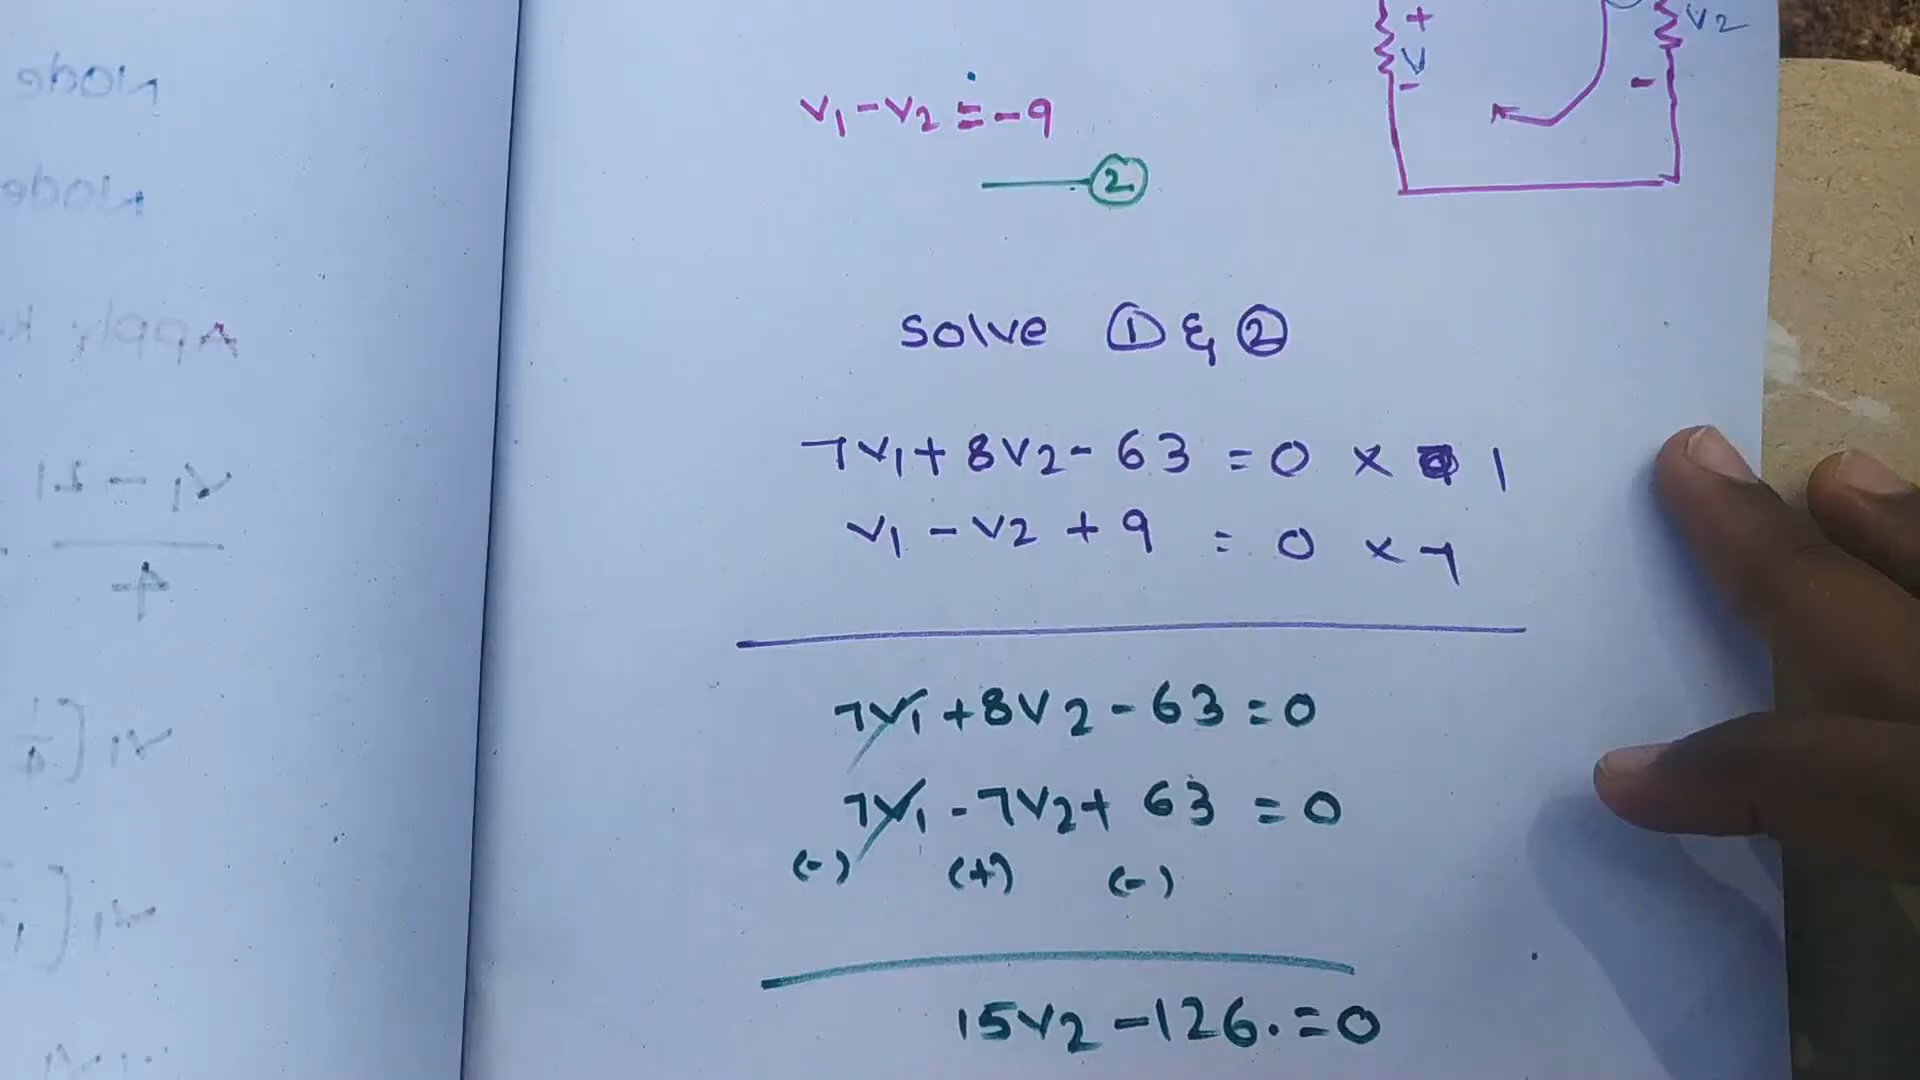 +
V
-
V2
-
V1-V2 = -9
2
Solve ① & ②
7V1+8V2-63=0 × 1
V1-V2+9=0 × 7
7V1+8V2-63=0
7V1-7V2+63=0
(-) (+) (-)
15V2-126.=0